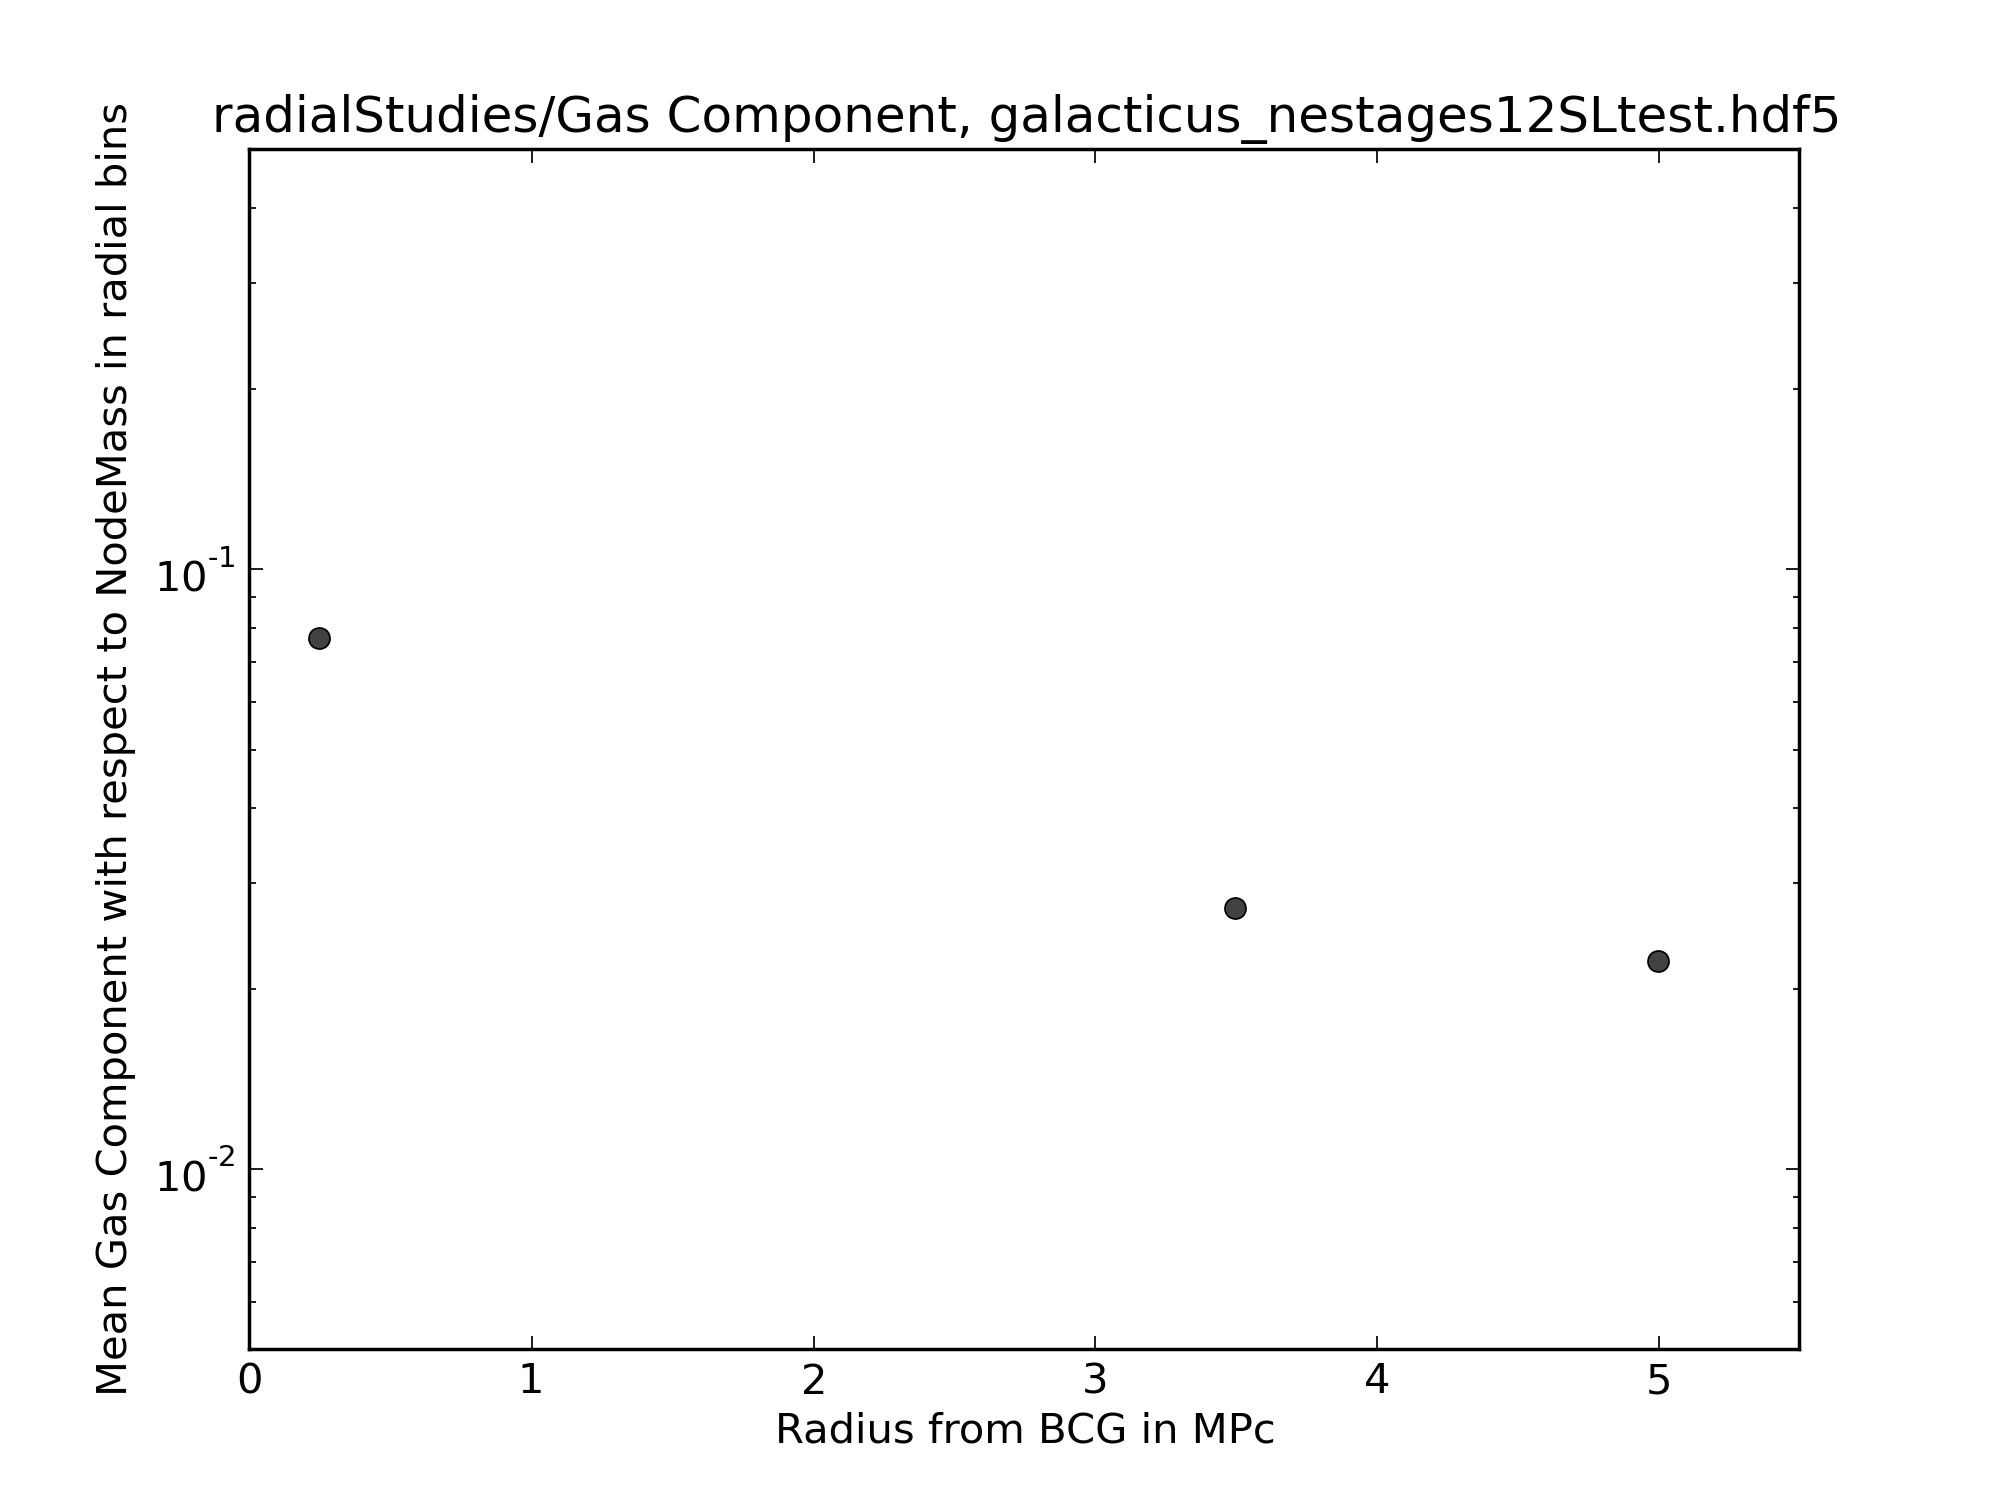 radialStudies/Gas Component, galacticus_nestages12SLtest.hdf5
Mean Gas Component with respect to NodeMass in radial bins
10^-1
10^-2
0 1 2 3 4 5
Radius from BCG in MPc